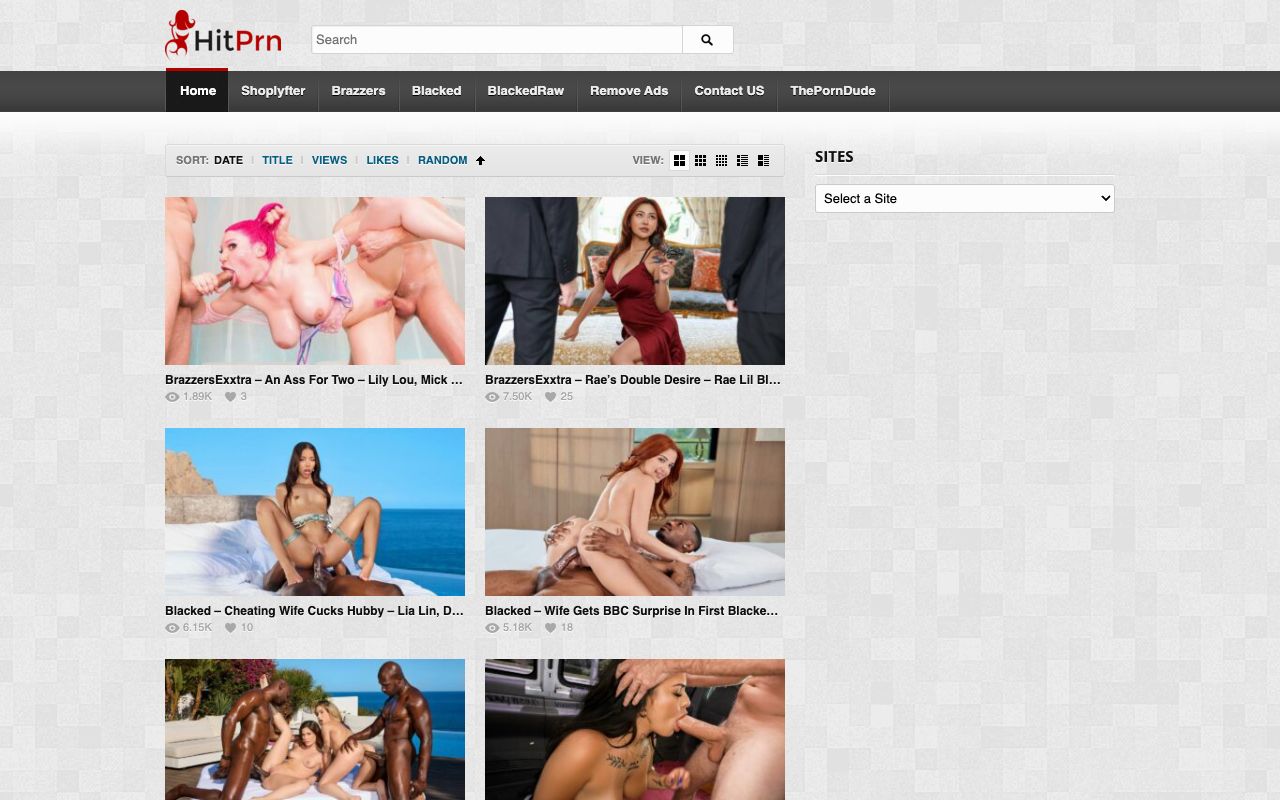 HitPrn
Search
Home Shoplyfter Brazzers Blacked BlackedRaw Remove Ads Contact US ThePornDude
SORT: DATE TITLE VIEWS LIKES RANDOM VIEW:
SITES
Select a Site
BrazzersExxtra – An Ass For Two – Lily Lou, Mick ...
1.89K 3
BrazzersExxtra – Rae's Double Desire – Rae Lil Bl...
7.50K 25
Blacked – Cheating Wife Cucks Hubby – Lia Lin, D...
6.15K 10
Blacked – Wife Gets BBC Surprise In First Blacke...
5.18K 18